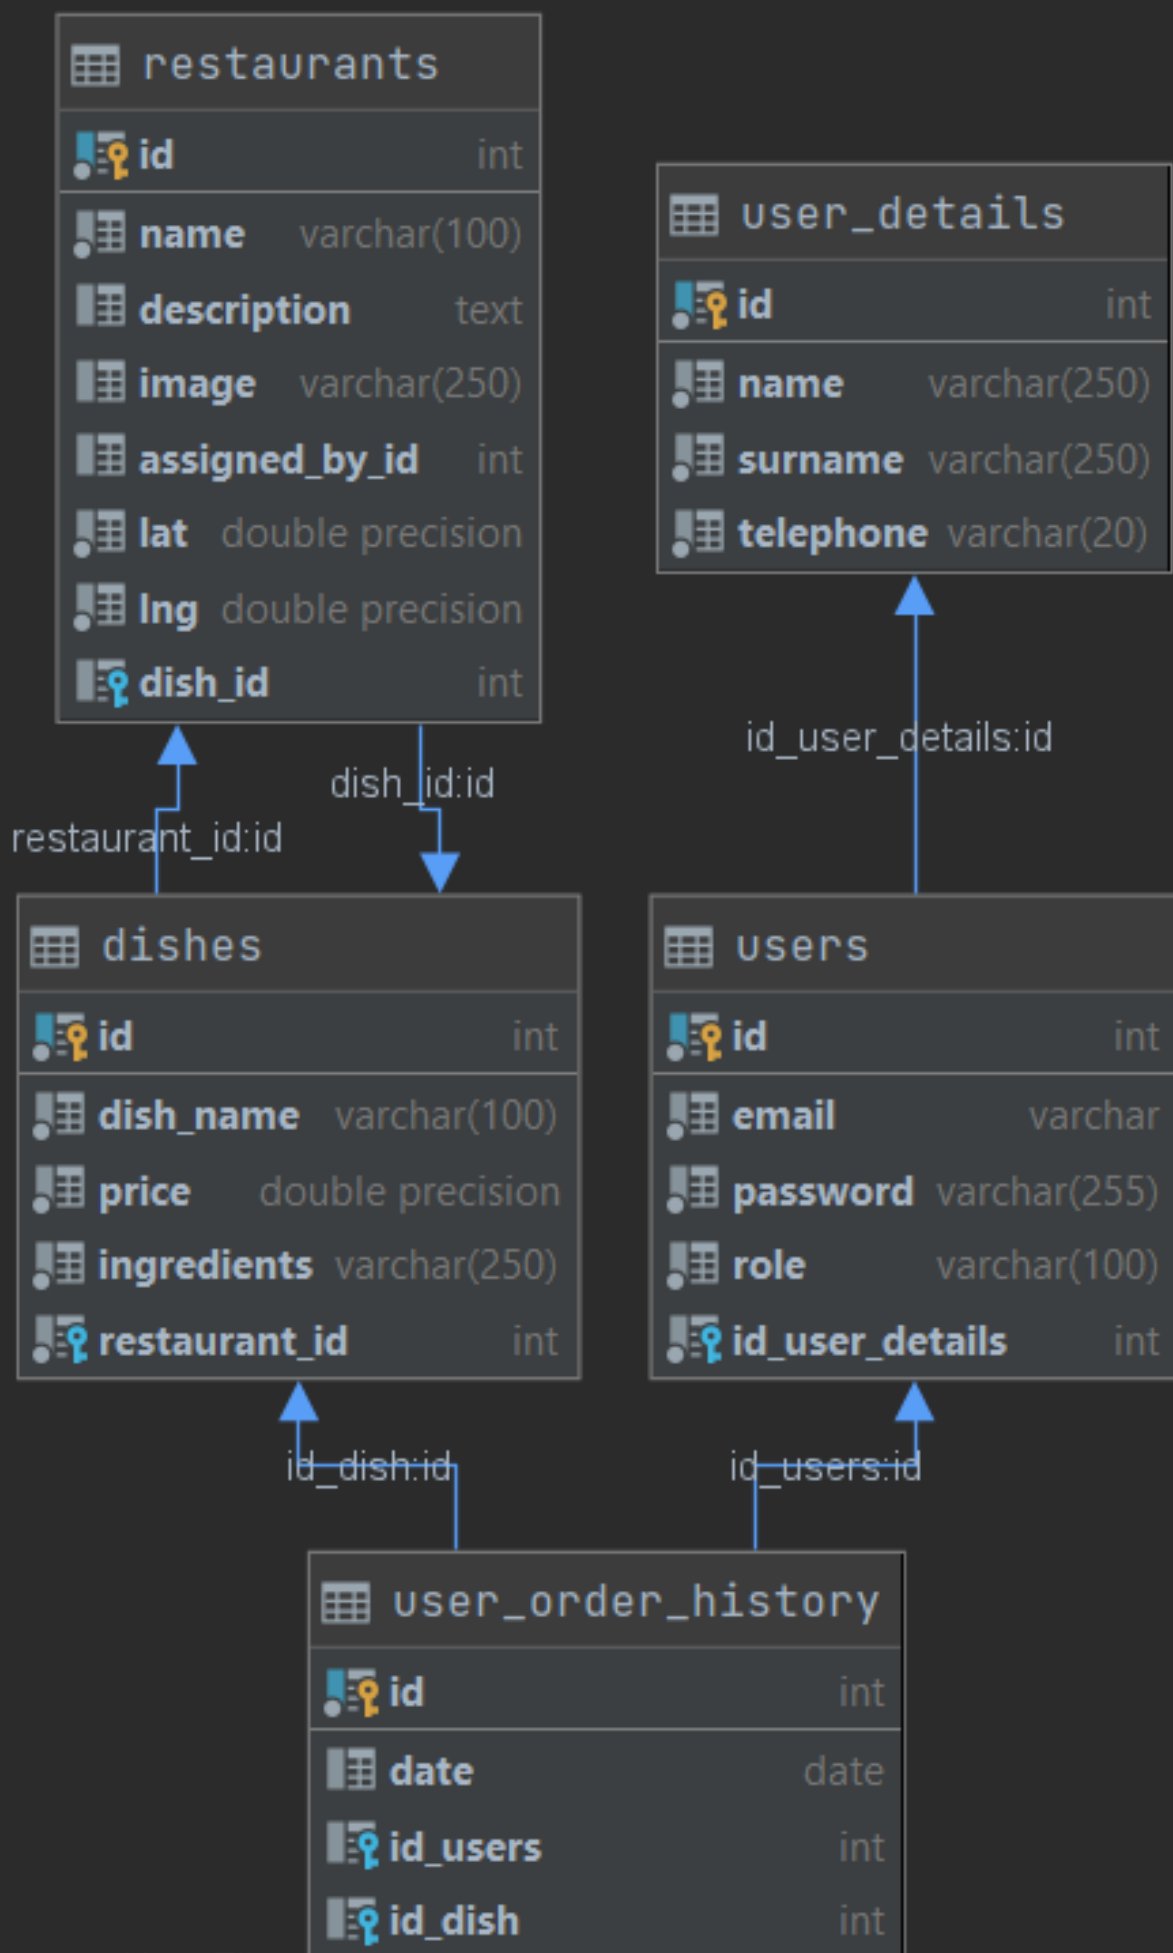 restaurants
id int
name varchar(100)
description text
image varchar(250)
assigned_by_id int
lat double precision
lng double precision
dish_id int
user_details
id int
name varchar(250)
surname varchar(250)
telephone varchar(20)
restaurant_id:id
dish_id:id
id_user_details:id
dishes
id int
dish_name varchar(100)
price double precision
ingredients varchar(250)
restaurant_id int
users
id int
email varchar
password varchar(255)
role varchar(100)
id_user_details int
id_dish:id
id_users:id
user_order_history
id int
date date
id_users int
id_dish int